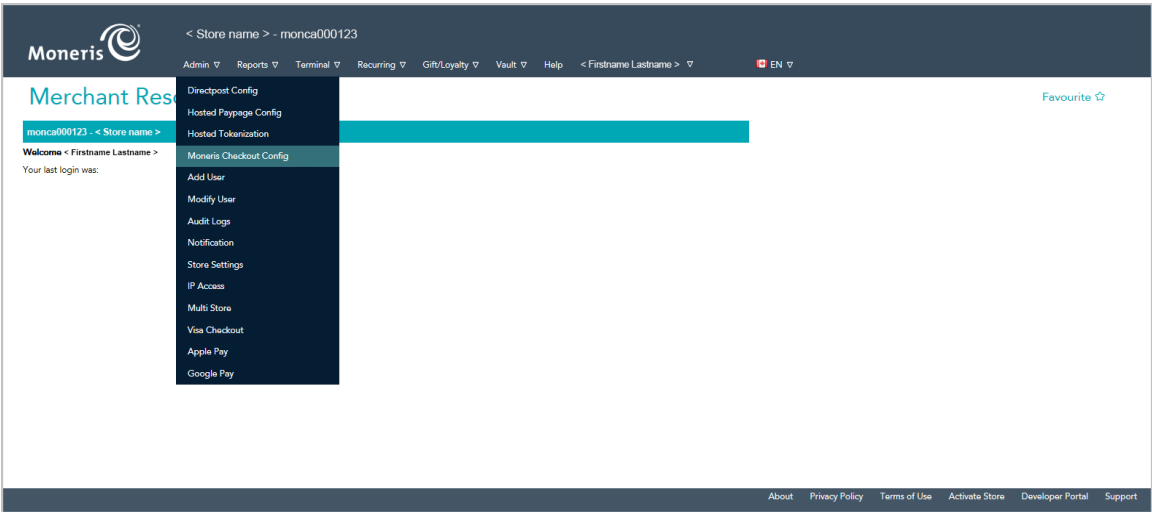 Moneris
< Store name > - monca000123
Admin ▽ Reports ▽ Terminal ▽ Recurring ▽ Gift/Loyalty ▽ Vault ▽ Help < Firstname Lastname > ▽ EN ▽
Merchant Res
Favourite ☆
monca000123 - < Store name >
Welcome < Firstname Lastname >
Your last login was:
Directpost Config
Hosted Paypage Config
Hosted Tokenization
Moneris Checkout Config
Add User
Modify User
Audit Logs
Notification
Store Settings
IP Access
Multi Store
Visa Checkout
Apple Pay
Google Pay
About Privacy Policy Terms of Use Activate Store Developer Portal Support